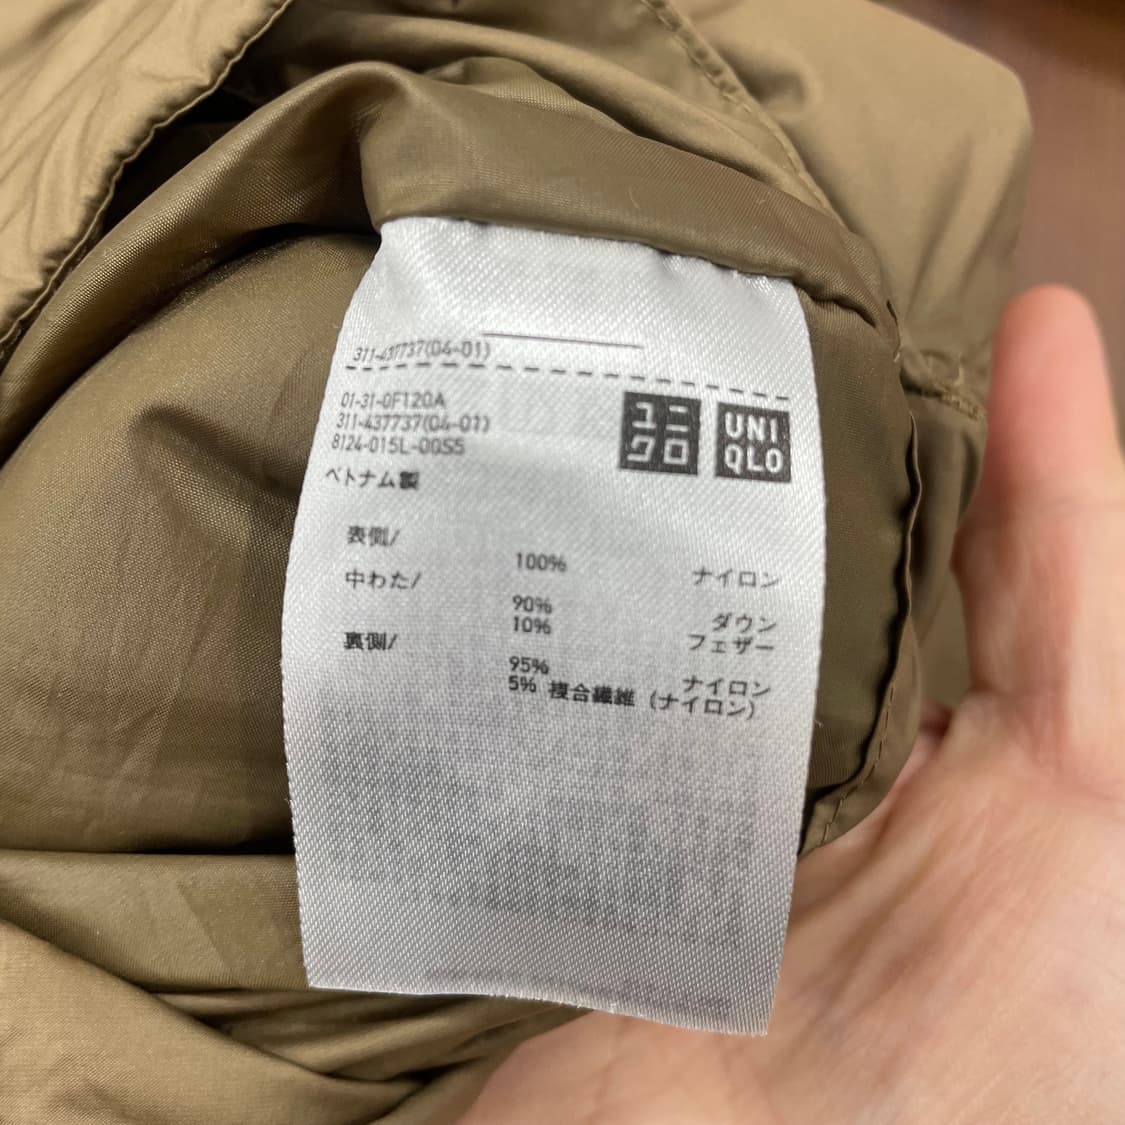 311-437737(04-01)
01-31-0F120A
311-437737(04-01)
8124-015L-00S5
ユニ
クロ
UNI
QLO
ベトナム製
表側/
100% ナイロン
中わた/
90% ダウン
10% フェザー
裏側/
95% ナイロン
5% 複合繊維 (ナイロン)